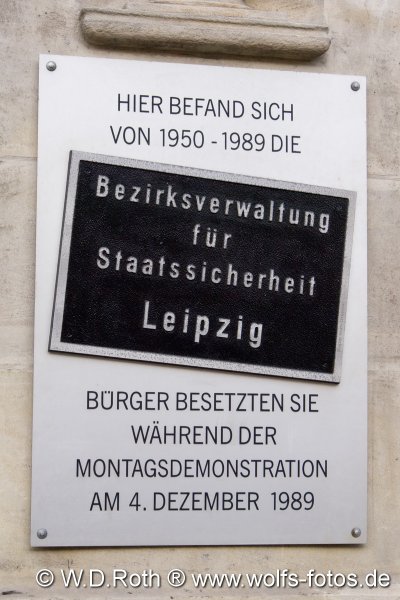 HIER BEFAND SICH
VON 1950 - 1989 DIE
Bezirksverwaltung
für
Staatssicherheit
Leipzig
BÜRGER BESETZTEN SIE
WÄHREND DER
MONTAGSDEMONSTRATION
AM 4. DEZEMBER 1989
© W.D.Roth ® www.wolfs-fotos.de/